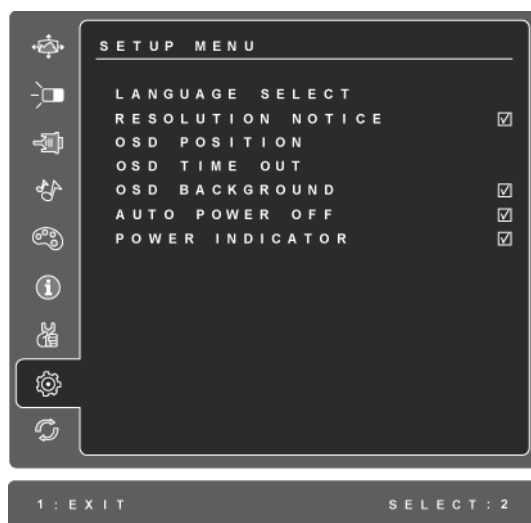 SETUP MENU
LANGUAGE SELECT
RESOLUTION NOTICE
OSD POSITION
OSD TIME OUT
OSD BACKGROUND
AUTO POWER OFF
POWER INDICATOR
1:EXIT SELECT:2